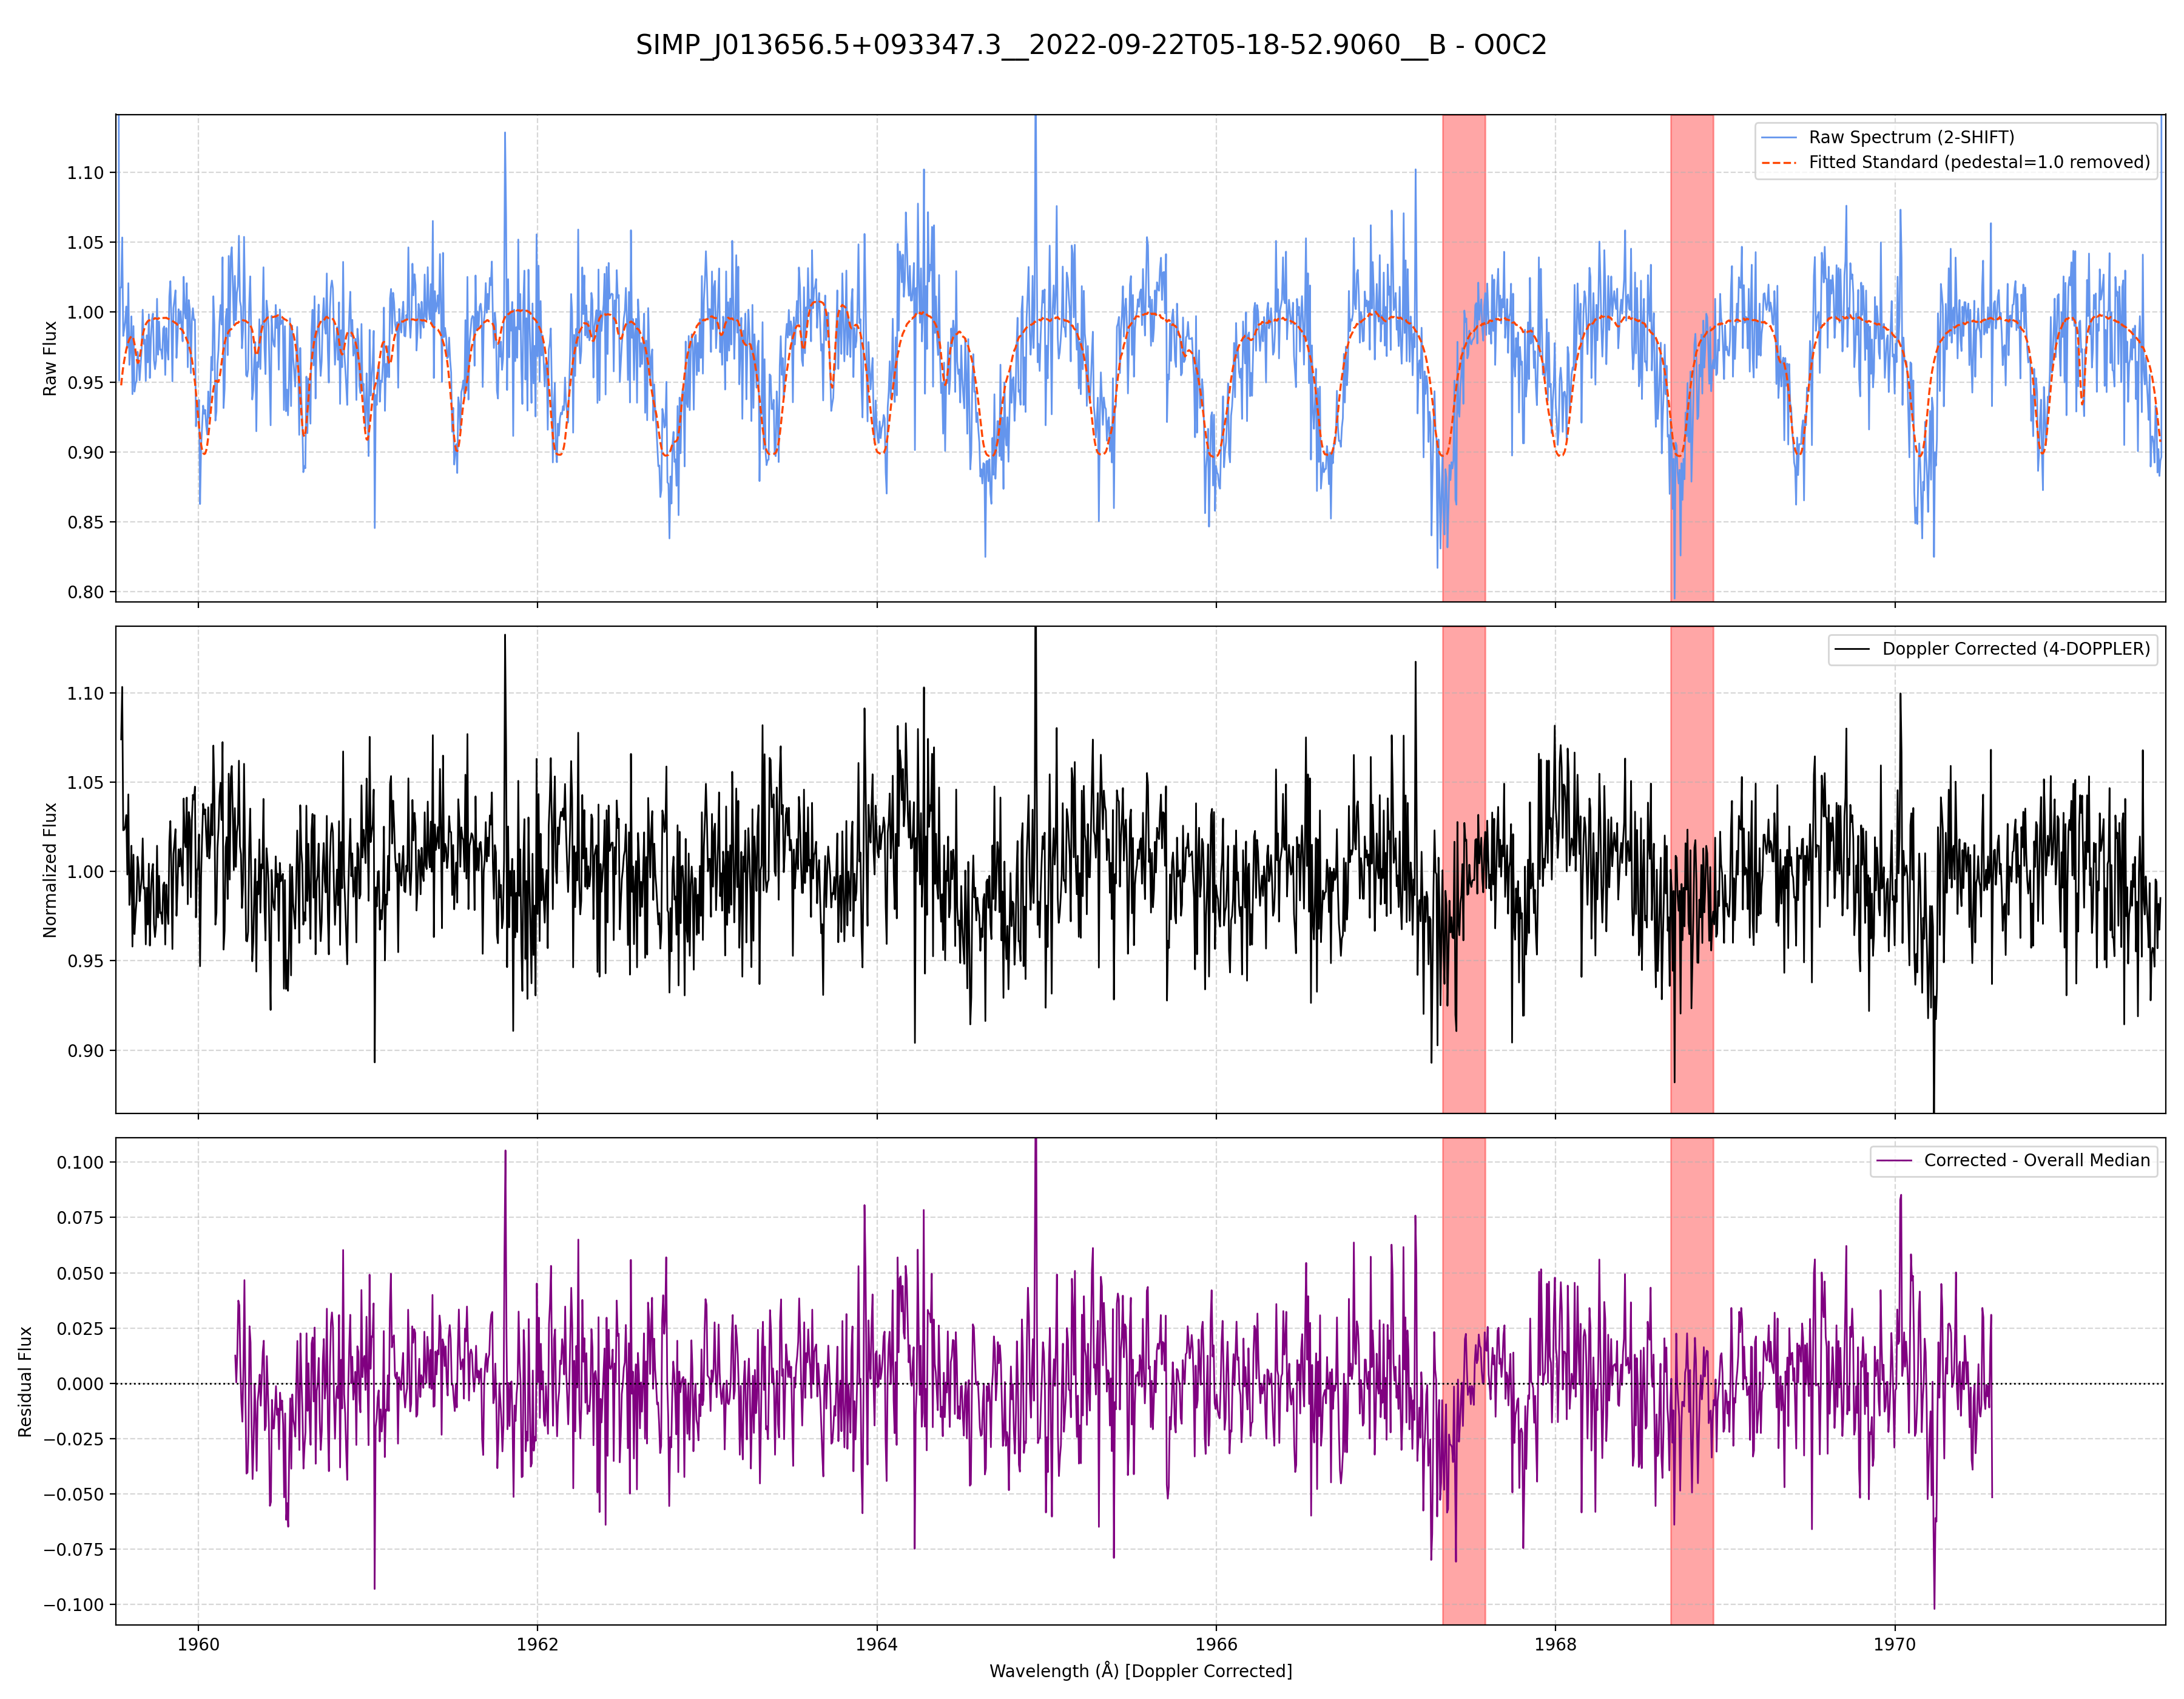 SIMP_J013656.5+093347.3__2022-09-22T05-18-52.9060__B - O0C2
Raw Flux
1.10
1.05
1.00
0.95
0.90
0.85
0.80
Raw Spectrum (2-SHIFT)
Fitted Standard (pedestal=1.0 removed)
Normalized Flux
1.10
1.05
1.00
0.95
0.90
Doppler Corrected (4-DOPPLER)
Residual Flux
0.100
0.075
0.050
0.025
0.000
−0.025
−0.050
−0.075
−0.100
Corrected - Overall Median
1960 1962 1964 1966 1968 1970
Wavelength (Å) [Doppler Corrected]